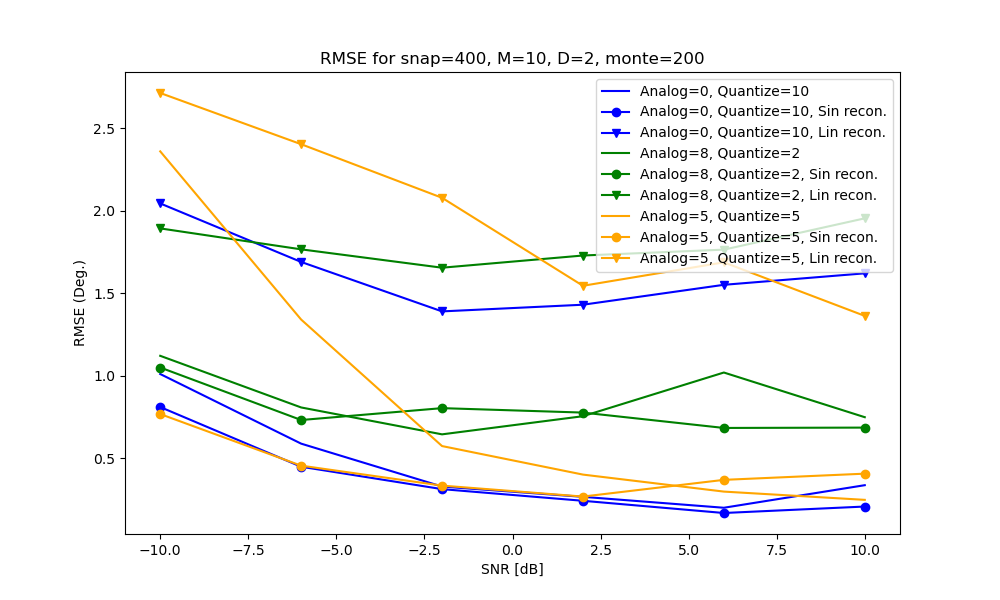 RMSE for snap=400, M=10, D=2, monte=200
Analog=0, Quantize=10
Analog=0, Quantize=10, Sin recon.
Analog=0, Quantize=10, Lin recon.
Analog=8, Quantize=2
Analog=8, Quantize=2, Sin recon.
Analog=8, Quantize=2, Lin recon.
Analog=5, Quantize=5
Analog=5, Quantize=5, Sin recon.
Analog=5, Quantize=5, Lin recon.
RMSE (Deg.)
2.5
2.0
1.5
1.0
0.5
−10.0 −7.5 −5.0 −2.5 0.0 2.5 5.0 7.5 10.0
SNR [dB]